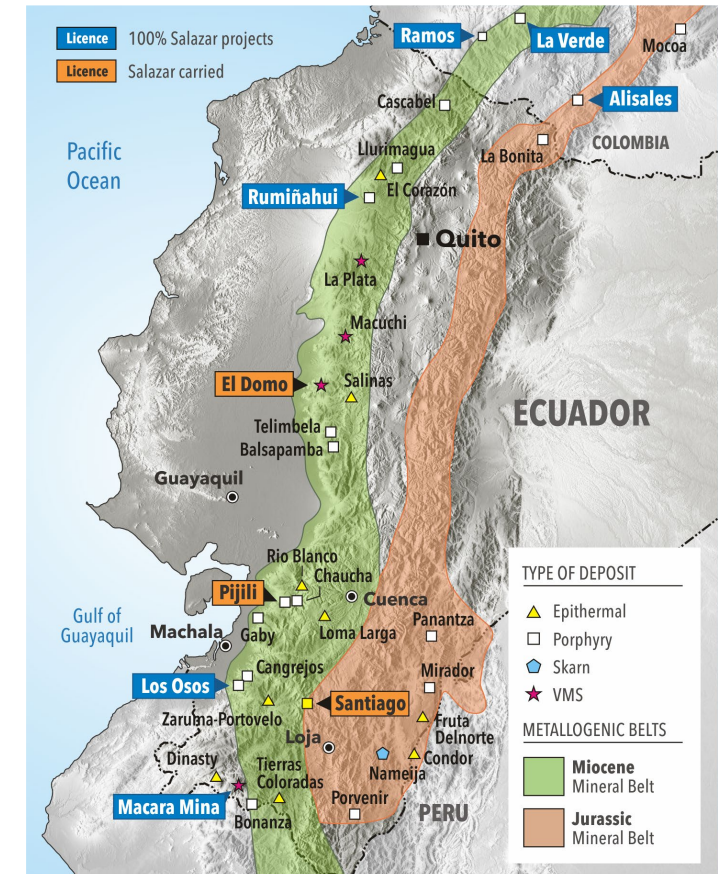 Licence 100% Salazar projects
Licence Salazar carried
Ramos
La Verde
Mocoa
Cascabel
Alisales
COLOMBIA
Pacific
Ocean
Llurimagua
La Bonita
El Corazón
Rumiñahui
Quito
La Plata
Macuchi
El Domo
Salinas
ECUADOR
Telimbela
Balsapamba
Guayaquil
Rio Blanco
Chaucha
Pijili
Cuenca
Gulf of
Guayaquil
Machala
Gaby
Loma Larga
Panantza
Cangrejos
Mirador
Los Osos
Santiago
Zaruma-Portovelo
Fruta
Delnorte
Loja
Condor
Dinasty
Tierras
Coloradas
Nameija
Macara Mina
Bonanza
Porvenir
PERU
TYPE OF DEPOSIT
Epithermal
Porphyry
Skarn
VMS
METALLOGENIC BELTS
Miocene
Mineral Belt
Jurassic
Mineral Belt